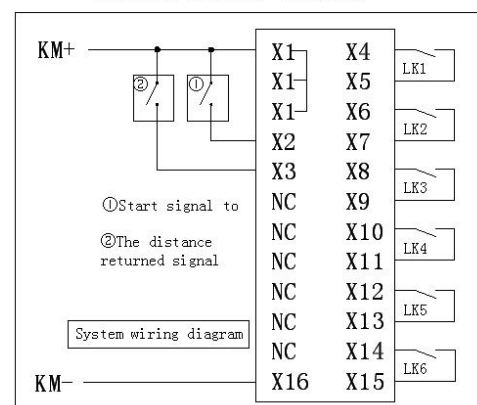 KM+
X1 X4
X1 X5
LK1
X1 X6
X2 X7
LK2
X3 X8
NC X9
LK3
NC X10
NC X11
LK4
NC X12
NC X13
LK5
NC X14
X16 X15
LK6
② ①
①Start signal to
②The distance
returned signal
System wiring diagram
KM-